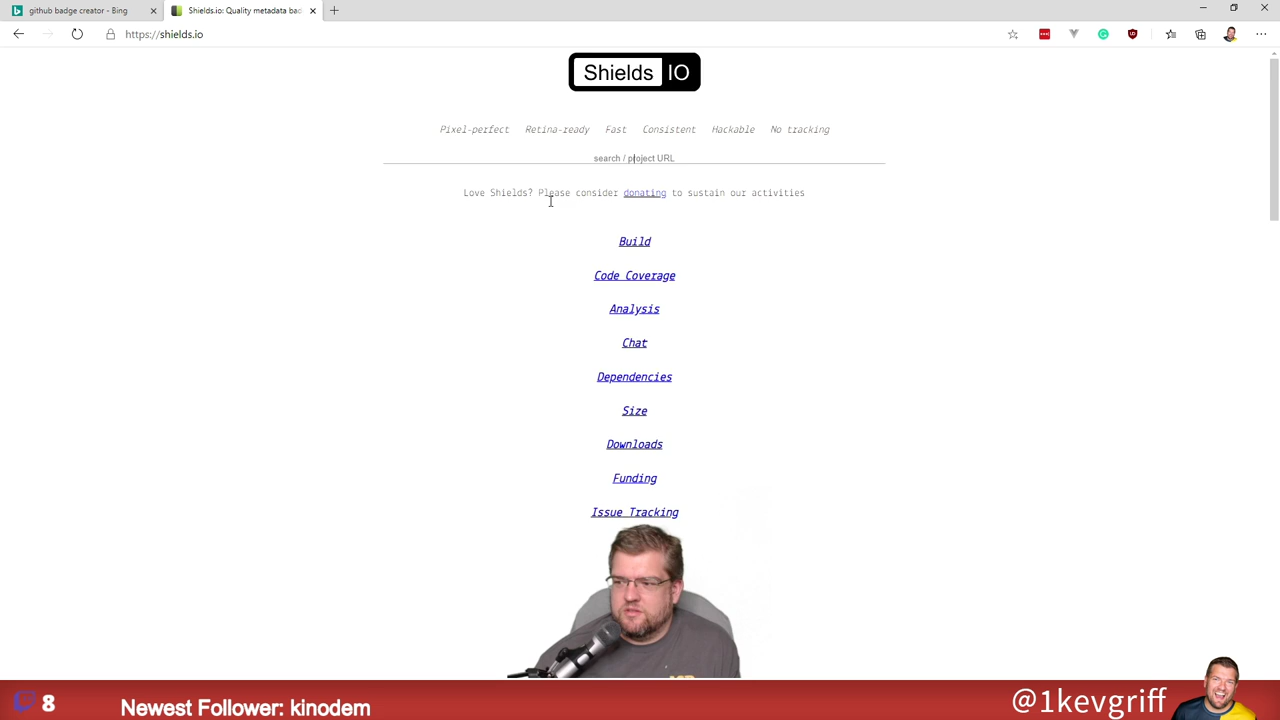 github badge creator - Bing
Shields.io: Quality metadata bad
https://shields.io
Shields IO
Pixel-perfect Retina-ready Fast Consistent Hackable No tracking
search / project URL
Love Shields? Please consider donating to sustain our activities
Build
Code Coverage
Analysis
Chat
Dependencies
Size
Downloads
Funding
Issue Tracking
8
Newest Follower: kinodem
@1kevgriff